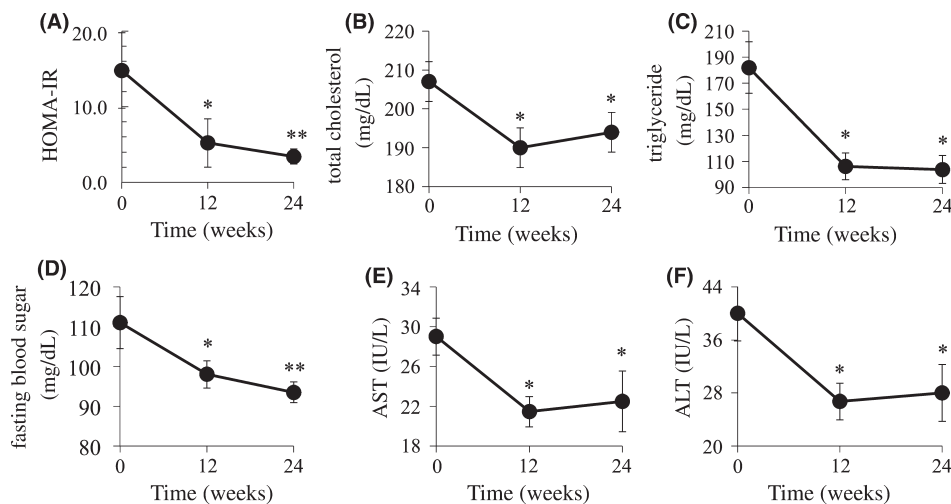 (A)
HOMA-IR
20.0
10.0
0.0
*
**
0 12 24
Time (weeks)
(B)
total cholesterol
(mg/dL)
220
210
200
190
180
*
*
0 12 24
Time (weeks)
(C)
triglyceride
(mg/dL)
210
190
170
150
130
110
90
*
*
0 12 24
Time (weeks)
(D)
fasting blood sugar
(mg/dL)
120
110
100
90
80
*
**
0 12 24
Time (weeks)
(E)
AST (IU/L)
34
30
26
22
18
*
*
0 12 24
Time (weeks)
(F)
ALT (IU/L)
44
36
28
20
*
*
0 12 24
Time (weeks)